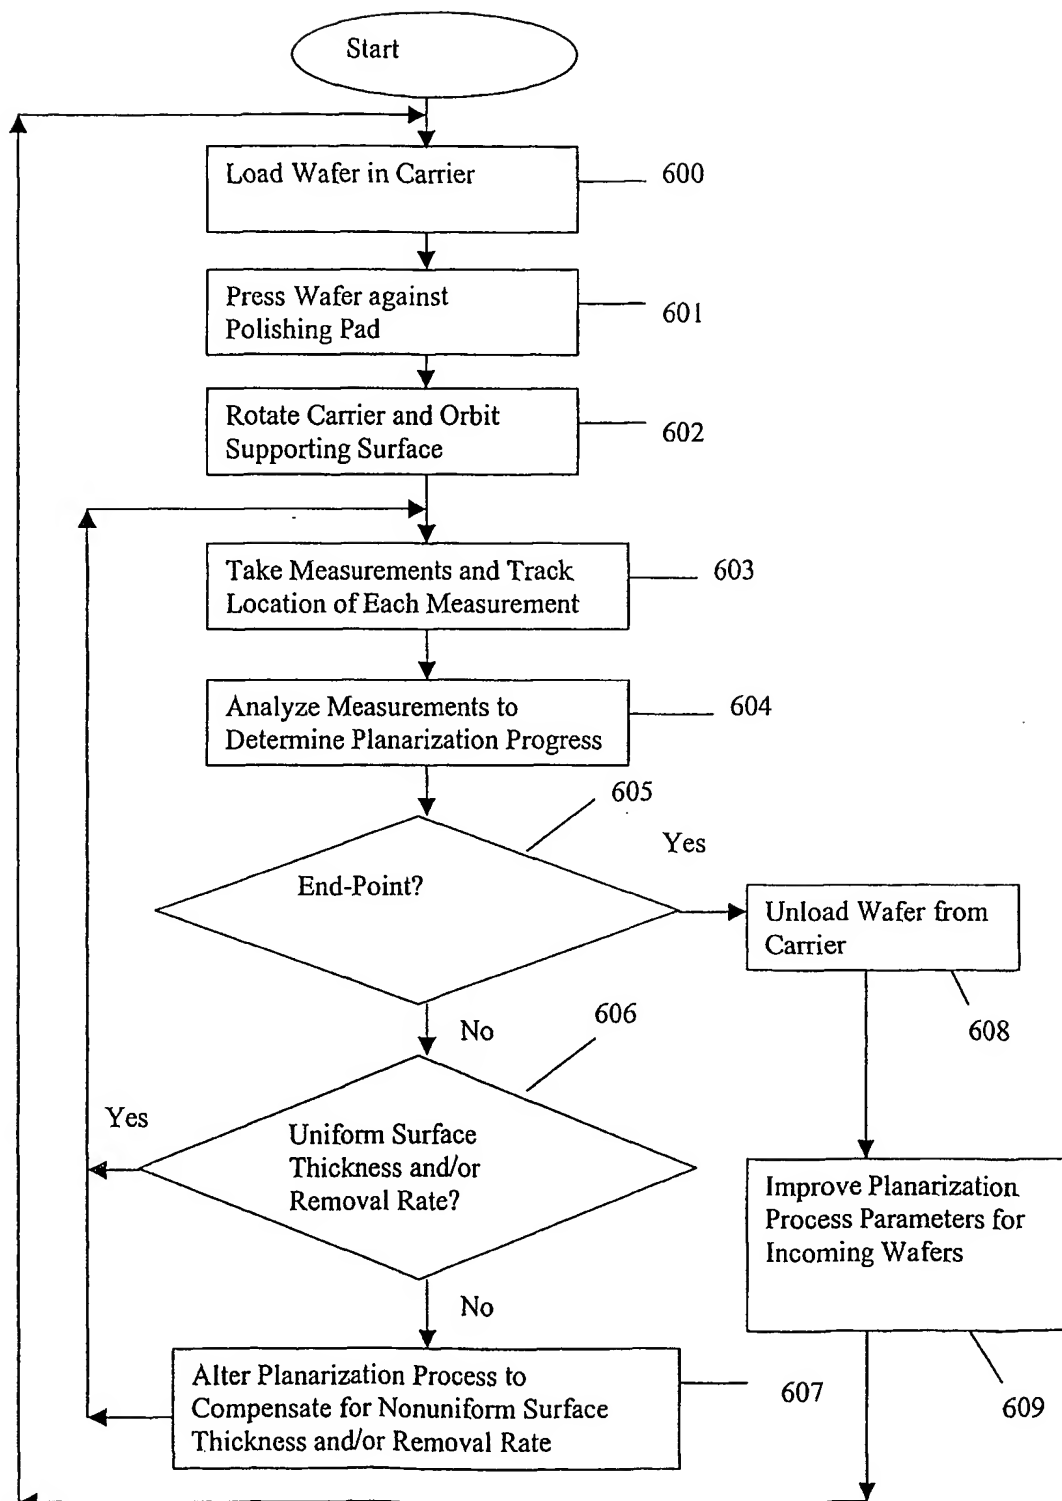 Start
Load Wafer in Carrier
600
Press Wafer against
Polishing Pad
601
Rotate Carrier and Orbit
Supporting Surface
602
Take Measurements and Track
Location of Each Measurement
603
Analyze Measurements to
Determine Planarization Progress
604
605
End-Point?
Yes
Unload Wafer from
Carrier
608
No
606
Uniform Surface
Thickness and/or
Removal Rate?
Yes
Improve Planarization
Process Parameters for
Incoming Wafers
609
No
Alter Planarization Process to
Compensate for Nonuniform Surface
Thickness and/or Removal Rate
607